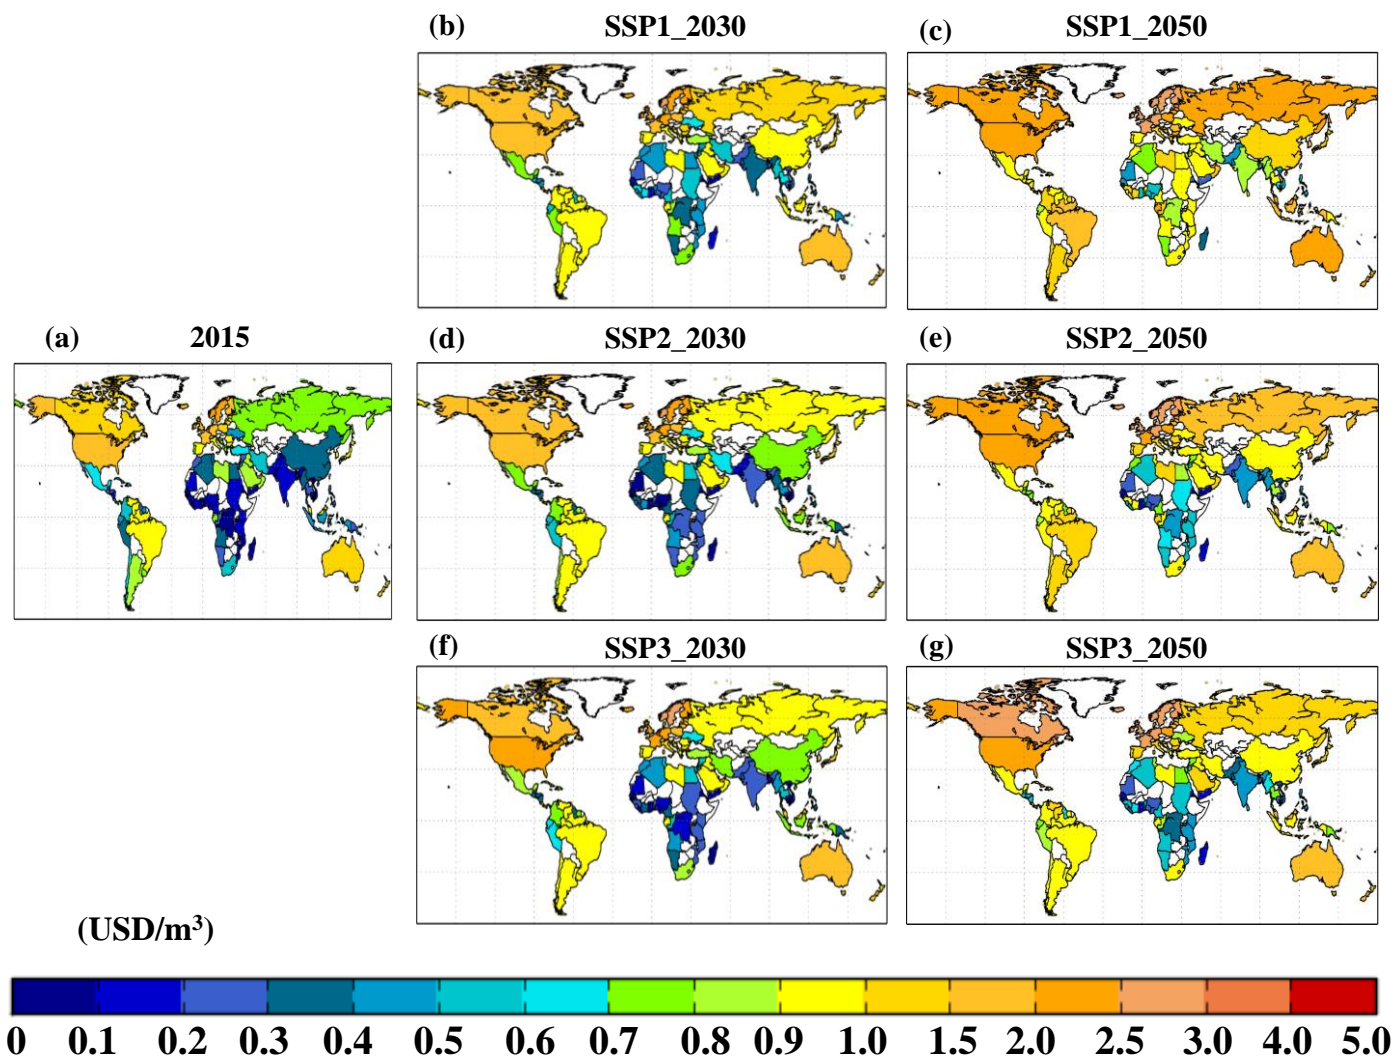 (b) SSP1_2030
(c) SSP1_2050
(a) 2015
(d) SSP2_2030
(e) SSP2_2050
(f) SSP3_2030
(g) SSP3_2050
(USD/m³)
0 0.1 0.2 0.3 0.4 0.5 0.6 0.7 0.8 0.9 1.0 1.5 2.0 2.5 3.0 4.0 5.0